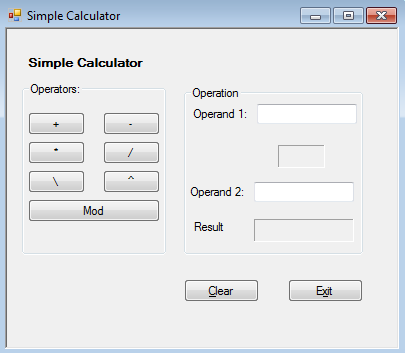 Simple Calculator
Simple Calculator
Operators:
+ -
* /
\ ^
Mod
Operation
Operand 1:
Operand 2:
Result
Clear Exit